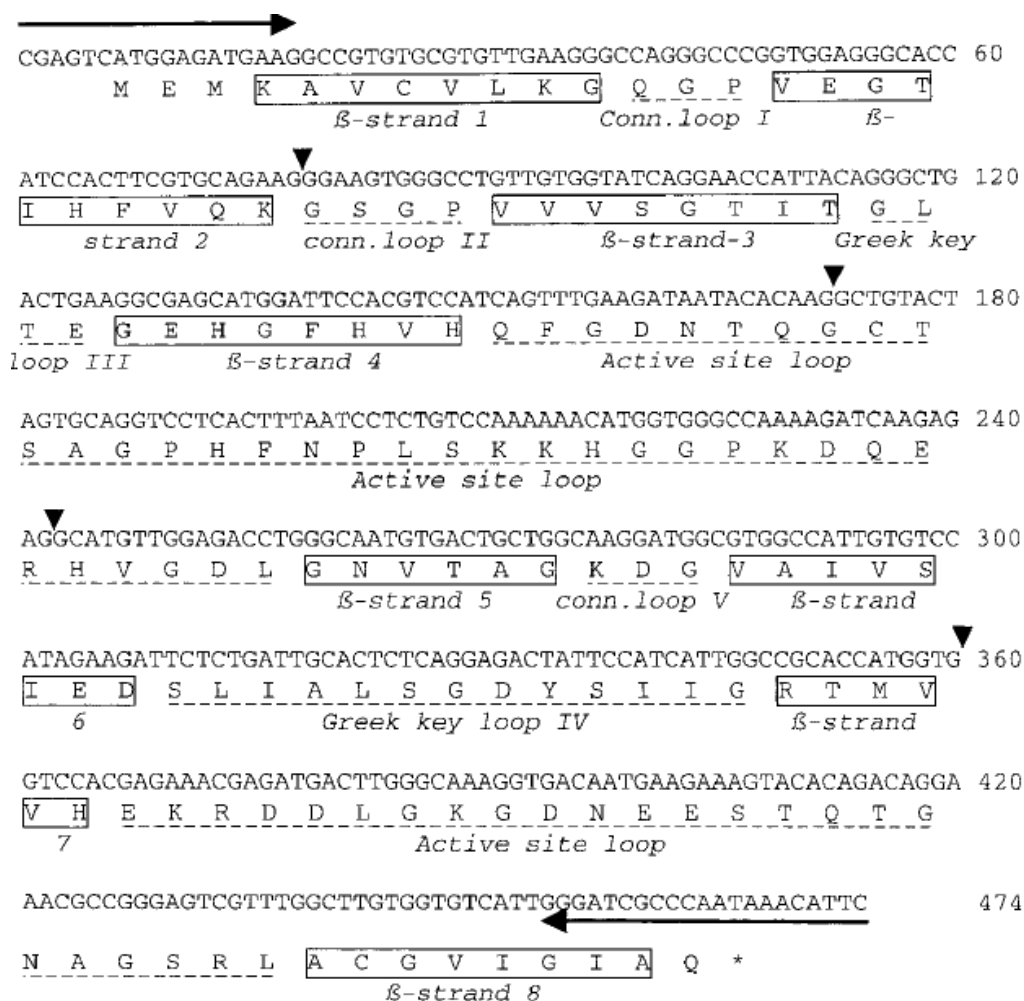 CGAGTCATGGAGATGAAGGCCGTGTGCGTGTTGAAGGGCCAGGGCCCGGTGGAGGGCACC 60
M E M K A V C V L K G Q G P V E G T
ß-strand 1 Conn.loop I ß-
ATCCACTTCGTGCAGAAGGGAAGTGGGCCTGTTGTGGTATCAGGAACCATTACAGGGCTG 120
I H F V Q K G S G P V V V S G T I T G L
strand 2 conn.loop II ß-strand-3 Greek key
ACTGAAGGCGAGCATGGATTCCACGTCCATCAGTTTGAAGATAATACACAAGGCTGTACT 180
T E G E H G F H V H Q F G D N T Q G C T
loop III ß-strand 4 Active site loop
AGTGCAGGTCCTCACTTTAATCCTCTGTCCAAAAAACATGGTGGGCCAAAAGATCAAGAG 240
S A G P H F N P L S K K H G G P K D Q E
Active site loop
AGGCATGTTGGAGACCTGGGCAATGTGACTGCTGGCAAGGATGGCGTGGCCATTGTGTCC 300
R H V G D L G N V T A G K D G V A I V S
ß-strand 5 conn.loop V ß-strand
ATAGAAGATTCTCTGATTGCACTCTCAGGAGACTATTCCATCATTGGCCGCACCATGGTG 360
I E D S L I A L S G D Y S I I G R T M V
6 Greek key loop IV ß-strand
GTCCACGAGAAACGAGATGACTTGGGCAAAGGTGACAATGAAGAAAGTACACAGACAGGA 420
V H E K R D D L G K G D N E E S T Q T G
7 Active site loop
AACGCCGGGAGTCGTTTGGCTTGTGGTGTCATTGGGATCGCCCAATAAACATTC 474
N A G S R L A C G V I G I A Q *
ß-strand 8